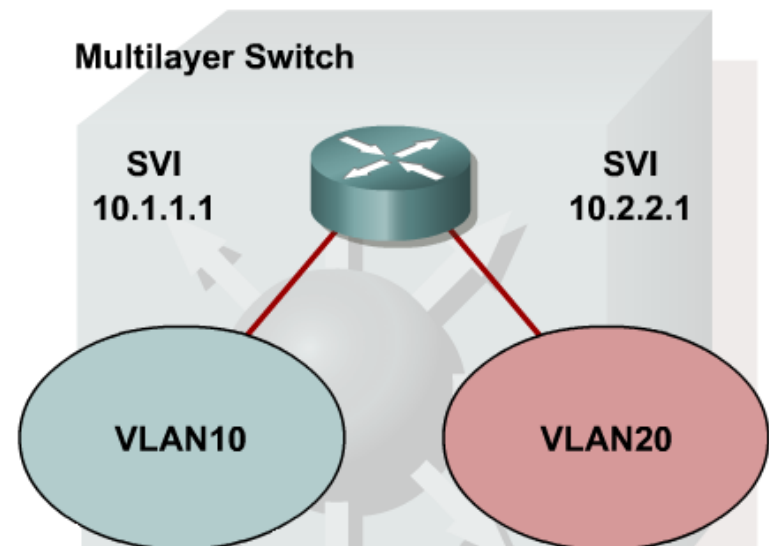 Multilayer Switch
SVI
10.1.1.1
SVI
10.2.2.1
VLAN10
VLAN20